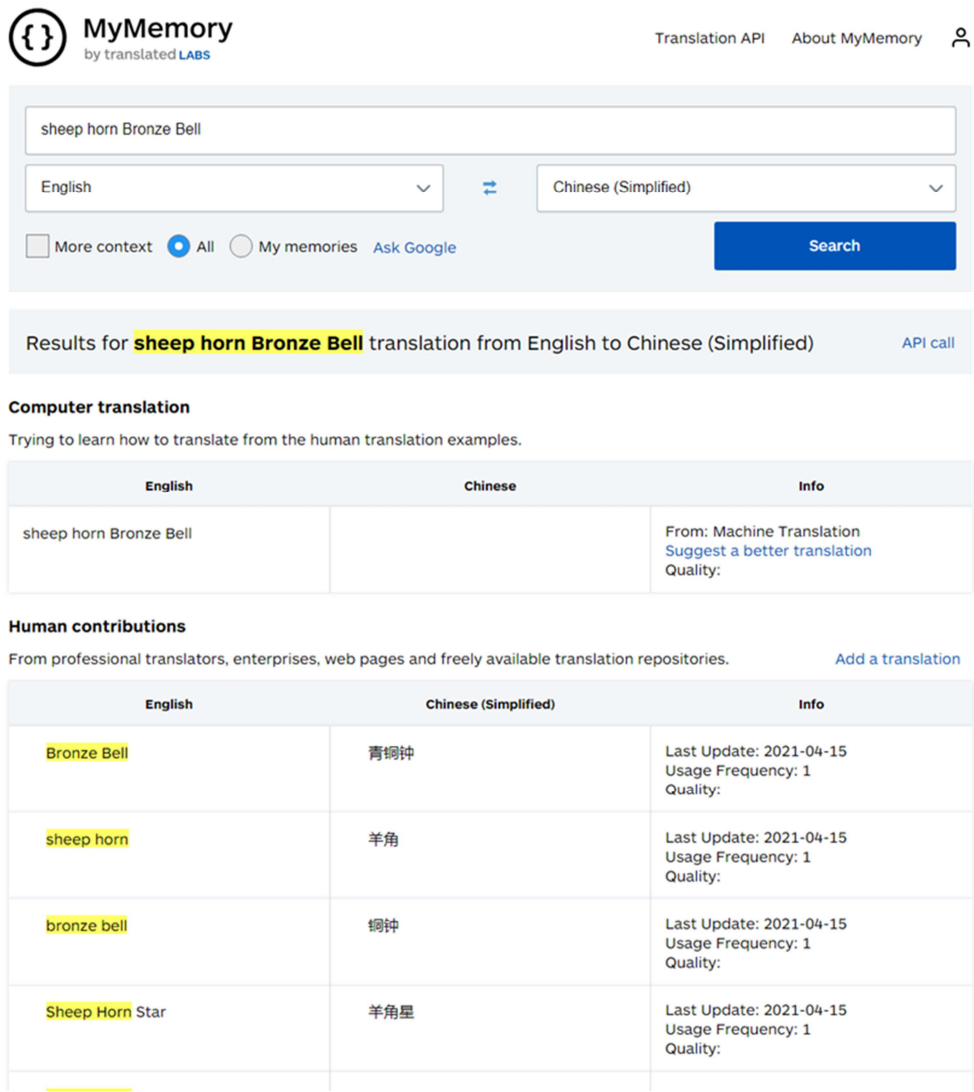 {}
MyMemory
by translated LABS
Translation API
About MyMemory
sheep horn Bronze Bell
English
Chinese (Simplified)
More context
All
My memories
Ask Google
Search
Results for sheep horn Bronze Bell translation from English to Chinese (Simplified)
API call
Computer translation
Trying to learn how to translate from the human translation examples.
English
Chinese
Info
sheep horn Bronze Bell
From: Machine Translation
Suggest a better translation
Quality:
Human contributions
From professional translators, enterprises, web pages and freely available translation repositories.
Add a translation
English
Chinese (Simplified)
Info
Bronze Bell
青铜钟
Last Update: 2021-04-15
Usage Frequency: 1
Quality:
sheep horn
羊角
Last Update: 2021-04-15
Usage Frequency: 1
Quality:
bronze bell
铜钟
Last Update: 2021-04-15
Usage Frequency: 1
Quality:
Sheep Horn Star
羊角星
Last Update: 2021-04-15
Usage Frequency: 1
Quality: